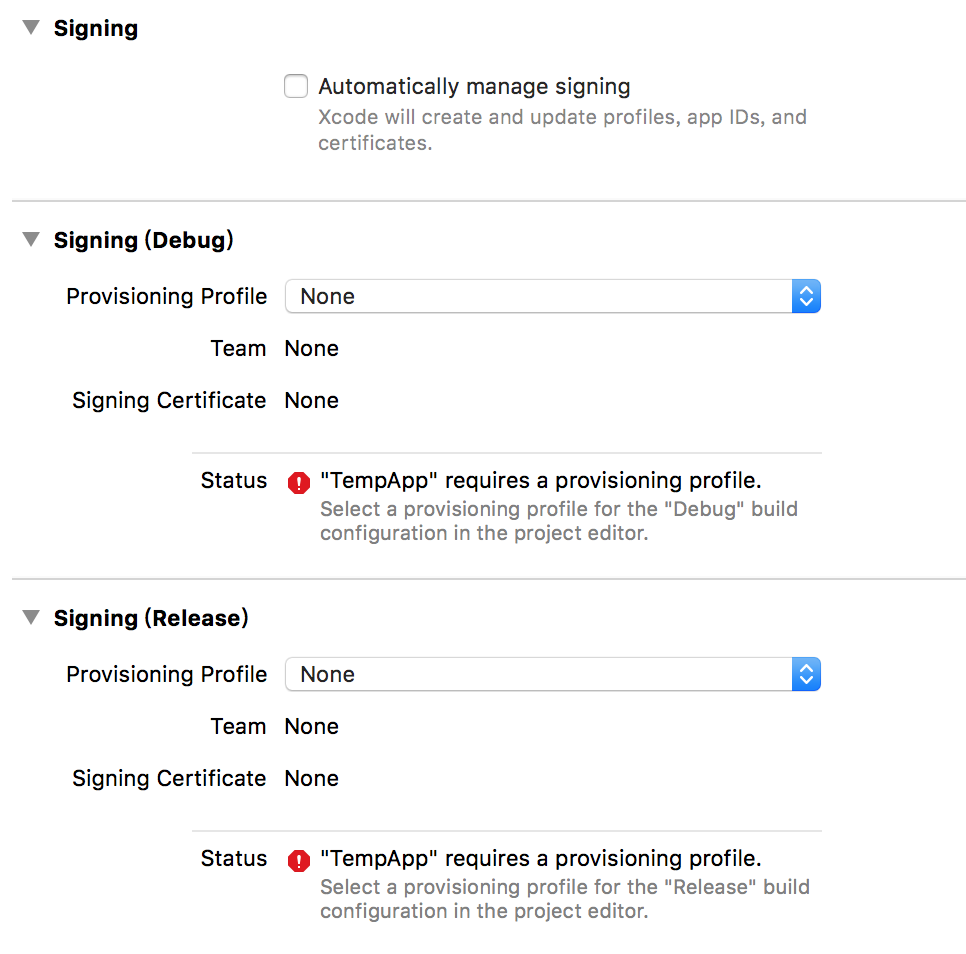 Signing
Automatically manage signing
Xcode will create and update profiles, app IDs, and
certificates.
Signing (Debug)
Provisioning Profile None
Team None
Signing Certificate None
Status "TempApp" requires a provisioning profile.
Select a provisioning profile for the "Debug" build
configuration in the project editor.
Signing (Release)
Provisioning Profile None
Team None
Signing Certificate None
Status "TempApp" requires a provisioning profile.
Select a provisioning profile for the "Release" build
configuration in the project editor.